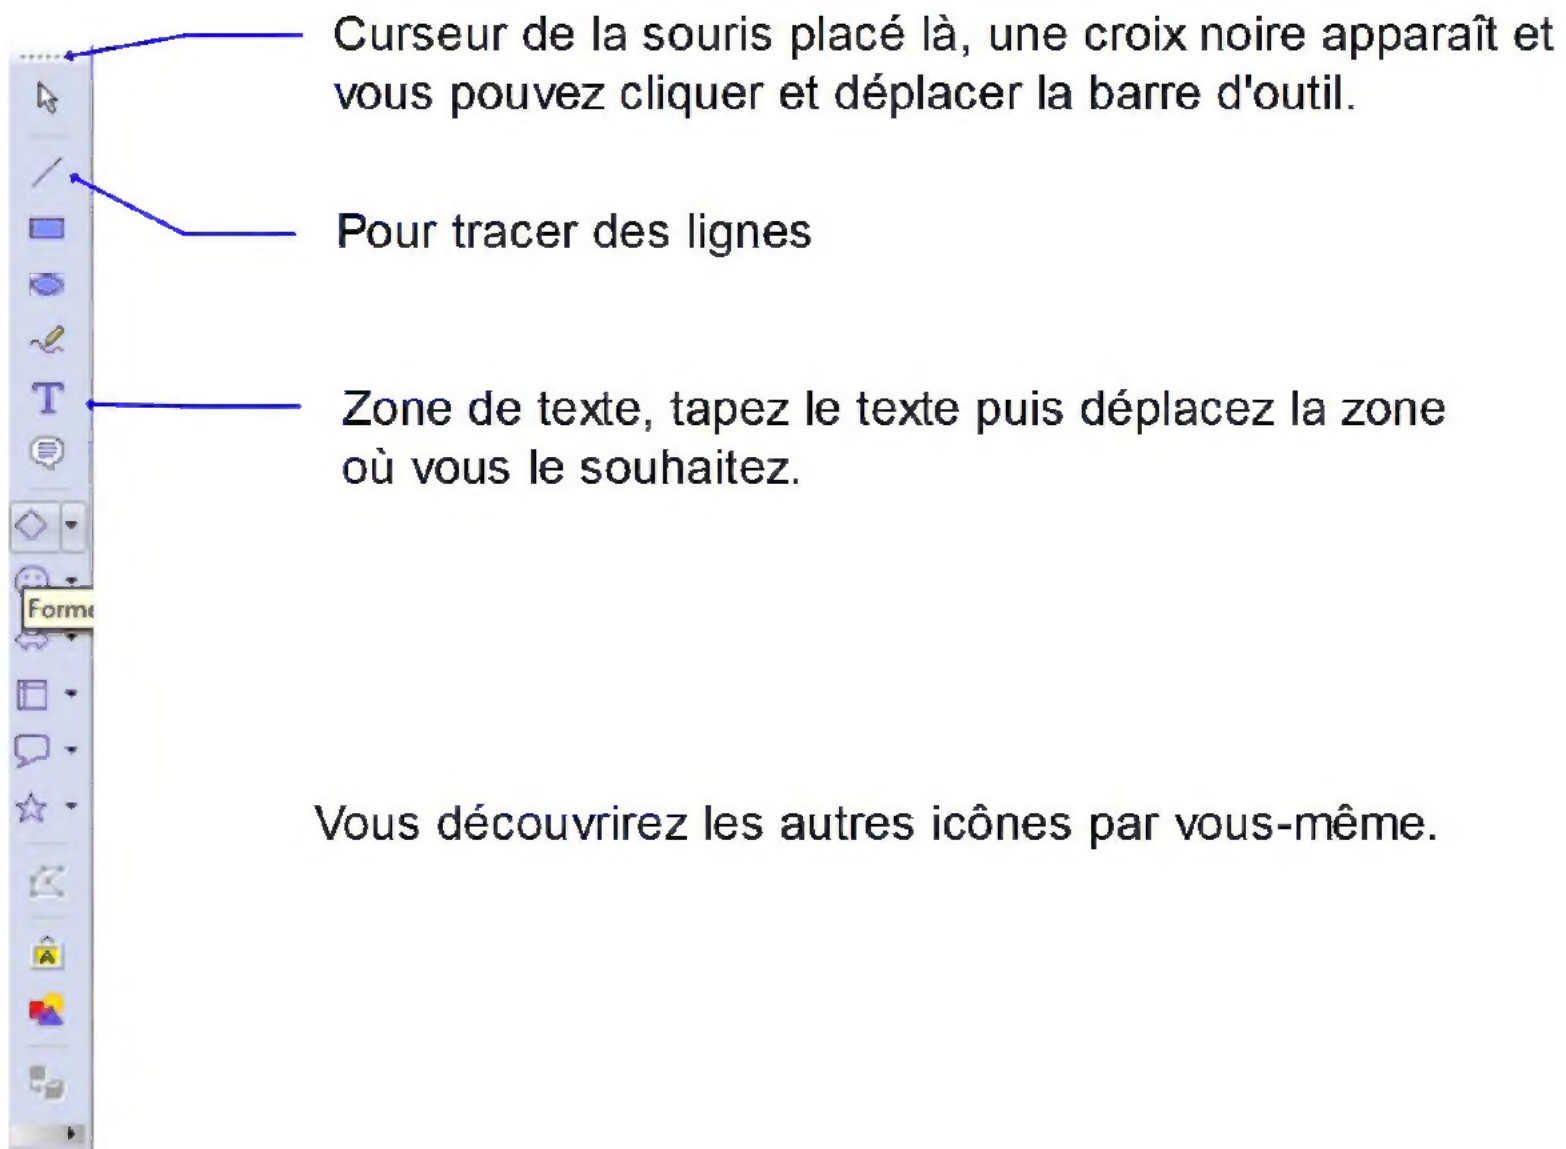 Curseur de la souris placé là, une croix noire apparaît et
vous pouvez cliquer et déplacer la barre d'outil.
Pour tracer des lignes
Zone de texte, tapez le texte puis déplacez la zone
où vous le souhaitez.
Forme
Vous découvrirez les autres icônes par vous-même.